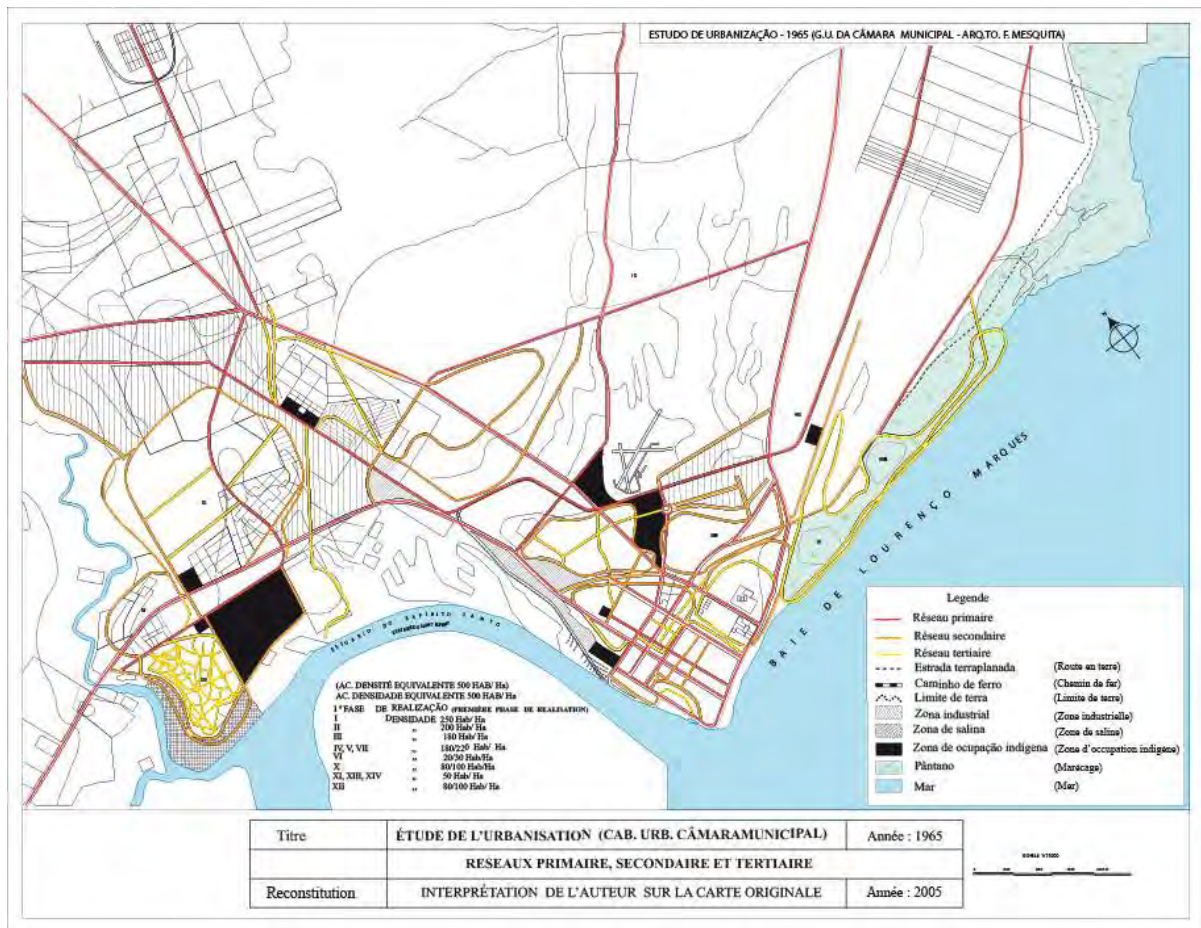 ESTUDO DE URBANIZAÇÃO - 1965 (G.U. DA CÂMARA MUNICIPAL - ARQ.TO. F. MESQUITA)
BAIE DE LOURENÇO MARQUES
ESTUARIO DO ESPIRITO SANTO
(AC. DENSITÉ EQUIVALENTE 500 HAB/ Ha)
AC. DENSIDADE EQUIVALENTE 500 HAB/ Ha
1ª FASE DE REALIZAÇÃO (PREMIÈRE PHASE DE REALISATION)
I DENSIDADE 250 Hab/ Ha
II " 200 Hab/ Ha
III " 180 Hab/ Ha
IV, V, VII " 180/220 Hab/ Ha
VI " 20/30 Hab/Ha
X " 80/100 Hab/Ha
XI, XIII, XIV " 50 Hab/ Ha
XII " 80/100 Hab/ Ha
Legende
Réseau primaire
Réseau secondaire
Réseau tertiaire
Estrada terraplanada (Route en terre)
Caminho de ferro (Chemin de fer)
Limite de terra (Limite de terre)
Zona industrial (Zone industrielle)
Zona de salina (Zone de saline)
Zona de ocupação indígena (Zone d'occupation indigène)
Pântano (Marécage)
Mar (Mer)
Titre ÉTUDE DE L'URBANISATION (CAB. URB. CÂMARAMUNICIPAL) Année : 1965
RESEAUX PRIMAIRE, SECONDAIRE ET TERTIAIRE
Reconstitution INTERPRÉTATION DE L'AUTEUR SUR LA CARTE ORIGINALE Année : 2005